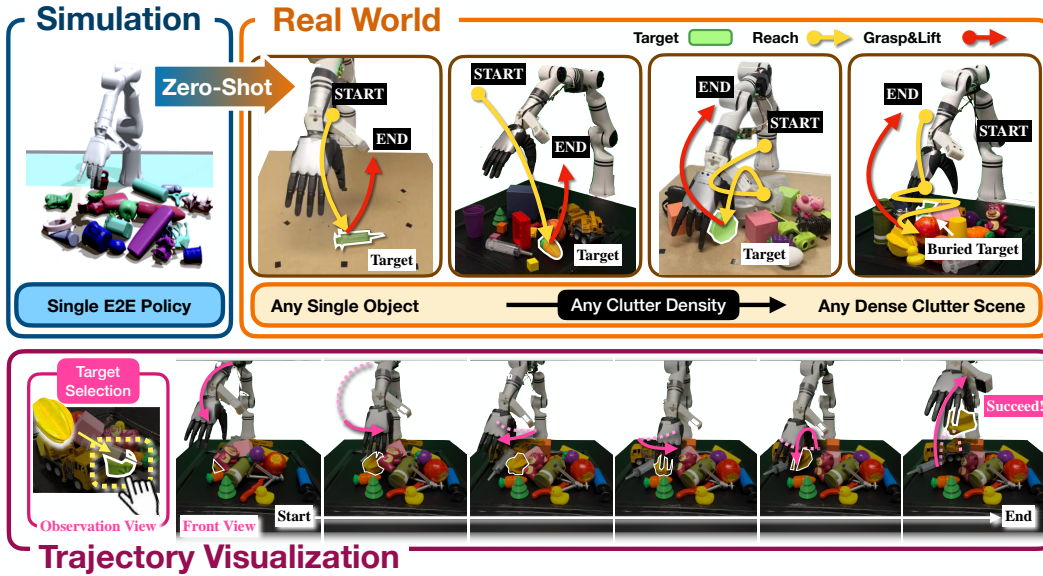 Simulation
Real World
Target
Reach
Grasp&Lift
Zero-Shot
START
END
Target
START
END
Target
END
START
Target
END
START
Buried Target
Single E2E Policy
Any Single Object
Any Clutter Density
Any Dense Clutter Scene
Target
Selection
Observation View
Front View
Start
Succeed!
End
Trajectory Visualization